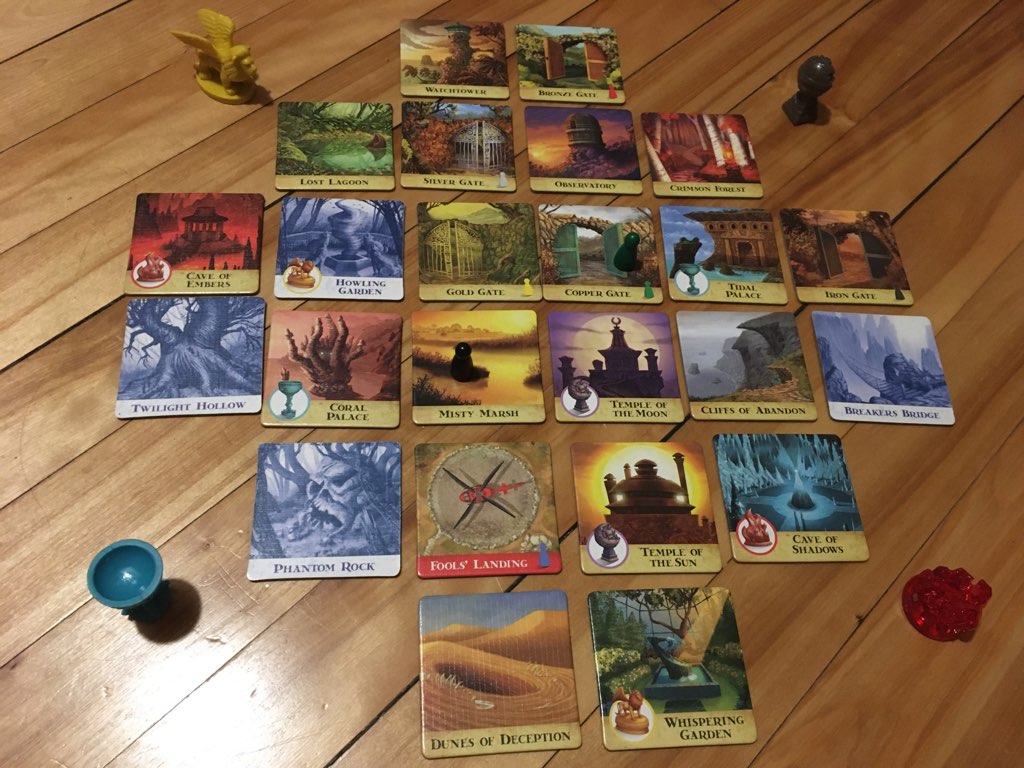 WATCHTOWER
BRONZE GATE
LOST LAGOON
SILVER GATE
OBSERVATORY
CRIMSON FOREST
CAVE OF
EMBERS
HOWLING
GARDEN
GOLD GATE
COPPER GATE
TIDAL
PALACE
IRON GATE
TWILIGHT HOLLOW
CORAL
PALACE
MISTY MARSH
TEMPLE OF
THE MOON
CLIFFS OF ABANDON
BREAKERS BRIDGE
PHANTOM ROCK
FOOLS' LANDING
TEMPLE OF
THE SUN
CAVE OF
SHADOWS
DUNES OF DECEPTION
WHISPERING
GARDEN